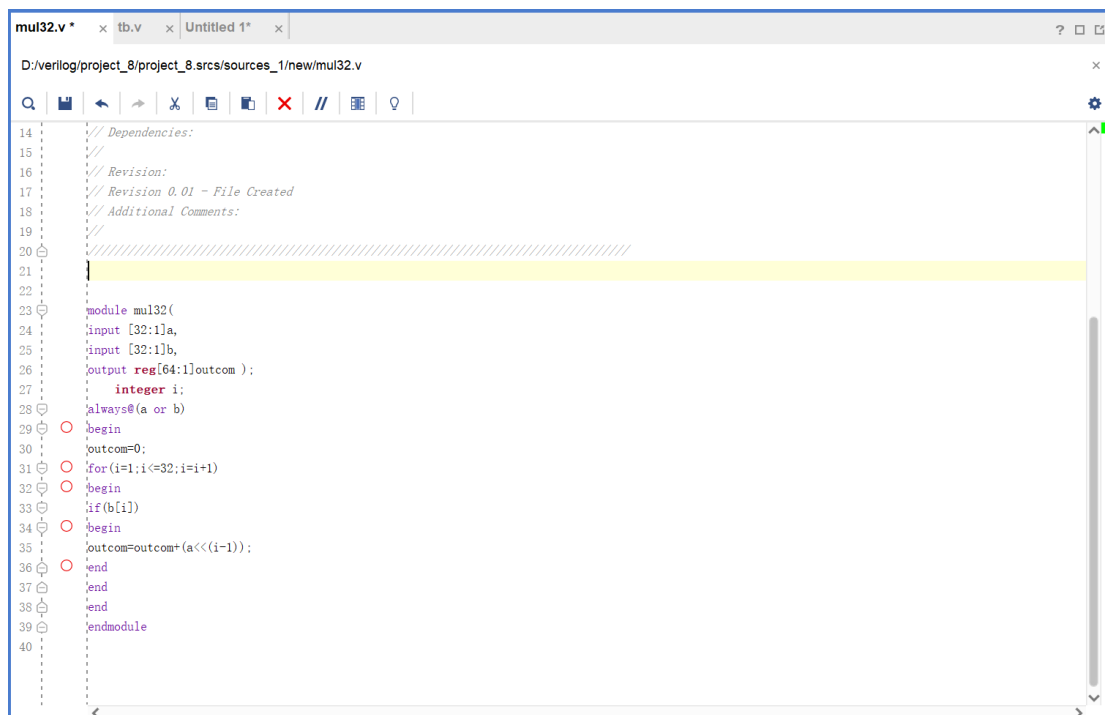 mul32.v * × tb.v × Untitled 1* × ?
D:/verilog/project_8/project_8.srcs/sources_1/new/mul32.v ×
14 // Dependencies:
15 //
16 // Revision:
17 // Revision 0.01 - File Created
18 // Additional Comments:
19 //
20 //////////////////////////////////////////////////////////////////////////////////
21
22
23 module mul32(
24 input [32:1]a,
25 input [32:1]b,
26 output reg[64:1]outcom );
27     integer i;
28 always@(a or b)
29 begin
30 outcom=0;
31 for(i=1;i<=32;i=i+1)
32 begin
33 if(b[i])
34 begin
35 outcom=outcom+(a<<(i-1));
36 end
37 end
38 end
39 endmodule
40